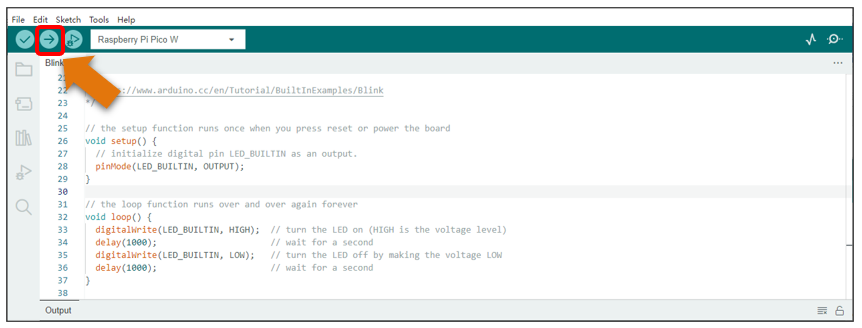 File Edit Sketch Tools Help
Raspberry Pi Pico W
Blink
21
22 s://www.arduino.cc/en/Tutorial/BuiltInExamples/Blink
23 */
24
25 // the setup function runs once when you press reset or power the board
26 void setup() {
27 // initialize digital pin LED_BUILTIN as an output.
28 pinMode(LED_BUILTIN, OUTPUT);
29 }
30
31 // the loop function runs over and over again forever
32 void loop() {
33 digitalWrite(LED_BUILTIN, HIGH); // turn the LED on (HIGH is the voltage level)
34 delay(1000); // wait for a second
35 digitalWrite(LED_BUILTIN, LOW); // turn the LED off by making the voltage LOW
36 delay(1000); // wait for a second
37 }
38
Output